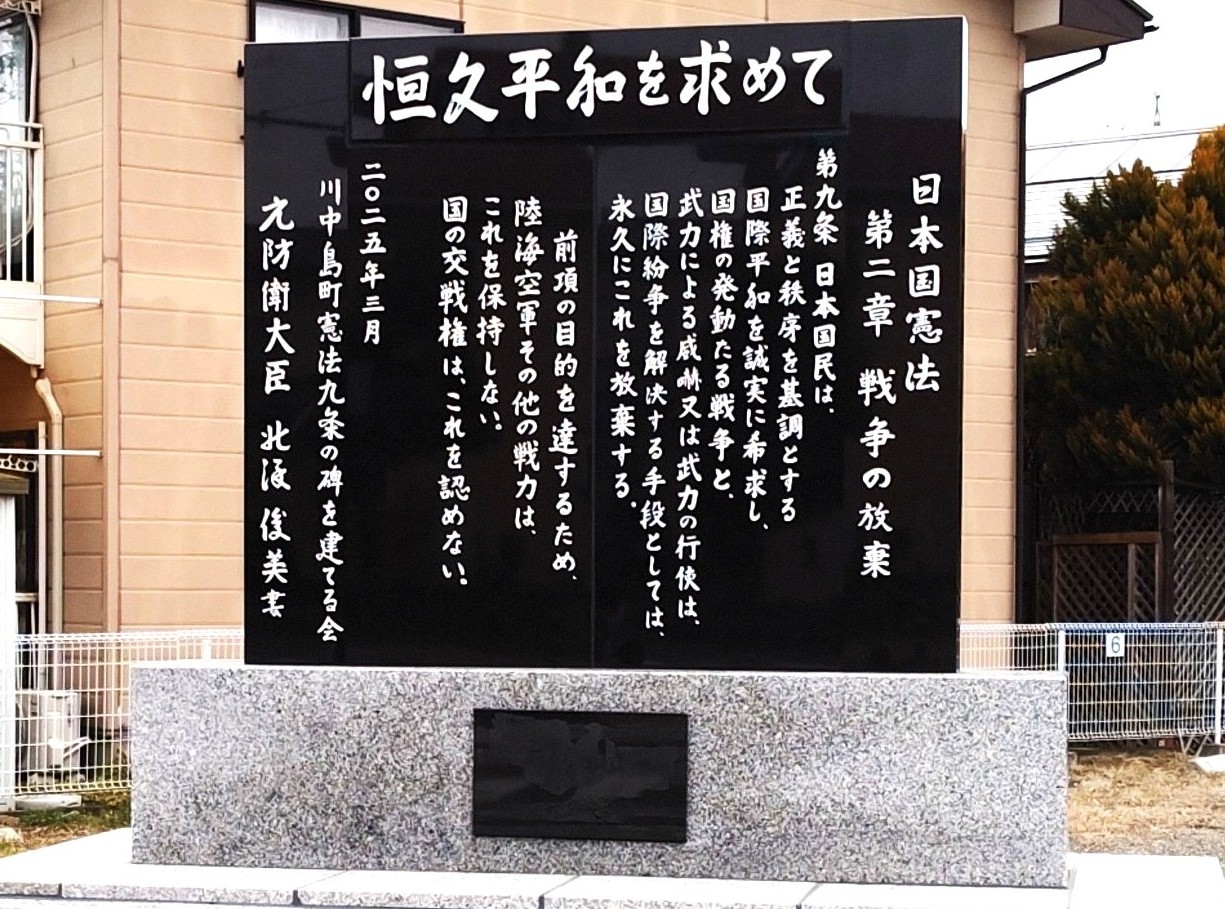 恒久平和を求めて
日本国憲法
第二章 戦争の放棄
第九条 日本国民は、
正義と秩序を基調とする
国際平和を誠実に希求し、
国権の発動たる戦争と、
武力による威嚇又は武力の行使は、
国際紛争を解決する手段としては、
永久にこれを放棄する。
前項の目的を達するため、
陸海空軍その他の戦力は、
これを保持しない。
国の交戦権は、これを認めない。
二〇二五年三月
川中島町憲法九条の碑を建てる会
元防衛大臣 北沢俊美書
6